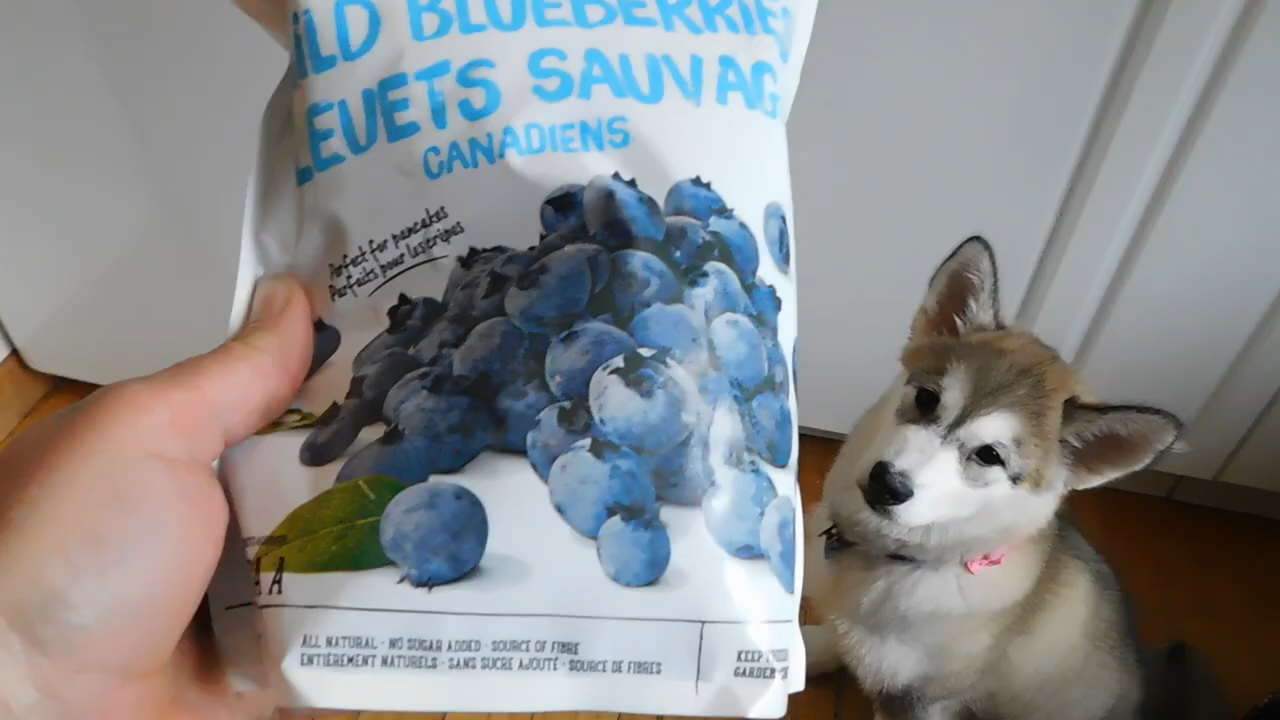 ILD BLUEBERRIE
LEUETS SAUVAG
CANADIENS
Perfect for pancakes
Parfaits pour les crêpes
A A
ALL NATURAL · NO SUGAR ADDED · SOURCE OF FIBRE
ENTIÈREMENT NATURELS · SANS SUCRE AJOUTÉ · SOURCE DE FIBRES
KEEP
GARDER